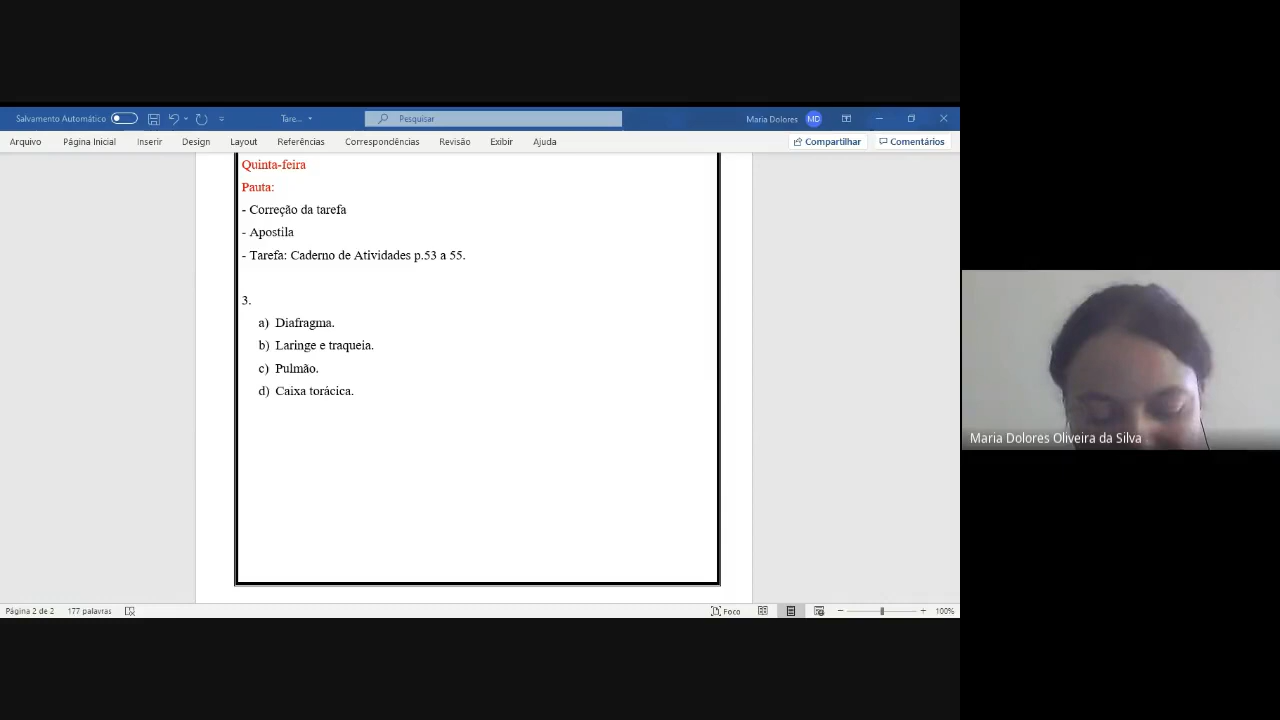 Salvamento Automático
Tare...
Pesquisar
Maria Dolores
MD
Arquivo
Página Inicial
Inserir
Design
Layout
Referências
Correspondências
Revisão
Exibir
Ajuda
Compartilhar
Comentários
Quinta-feira
Pauta:
- Correção da tarefa
- Apostila
- Tarefa: Caderno de Atividades p.53 a 55.
3.
a) Diafragma.
b) Laringe e traqueia.
c) Pulmão.
d) Caixa torácica.
Maria Dolores Oliveira da Silva
Página 2 de 2
177 palavras
Foco
100%